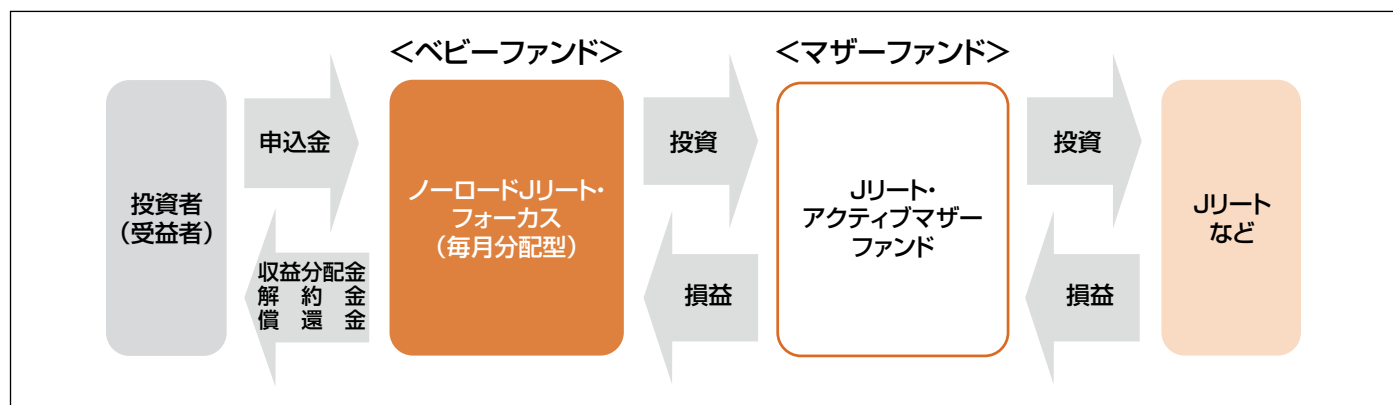 <ベビーファンド>
<マザーファンド>
投資者
(受益者)
申込金
収益分配金
解約金
償還金
ノーロードJリート・
フォーカス
(毎月分配型)
投資
損益
Jリート・
アクティブマザー
ファンド
投資
損益
Jリート
など